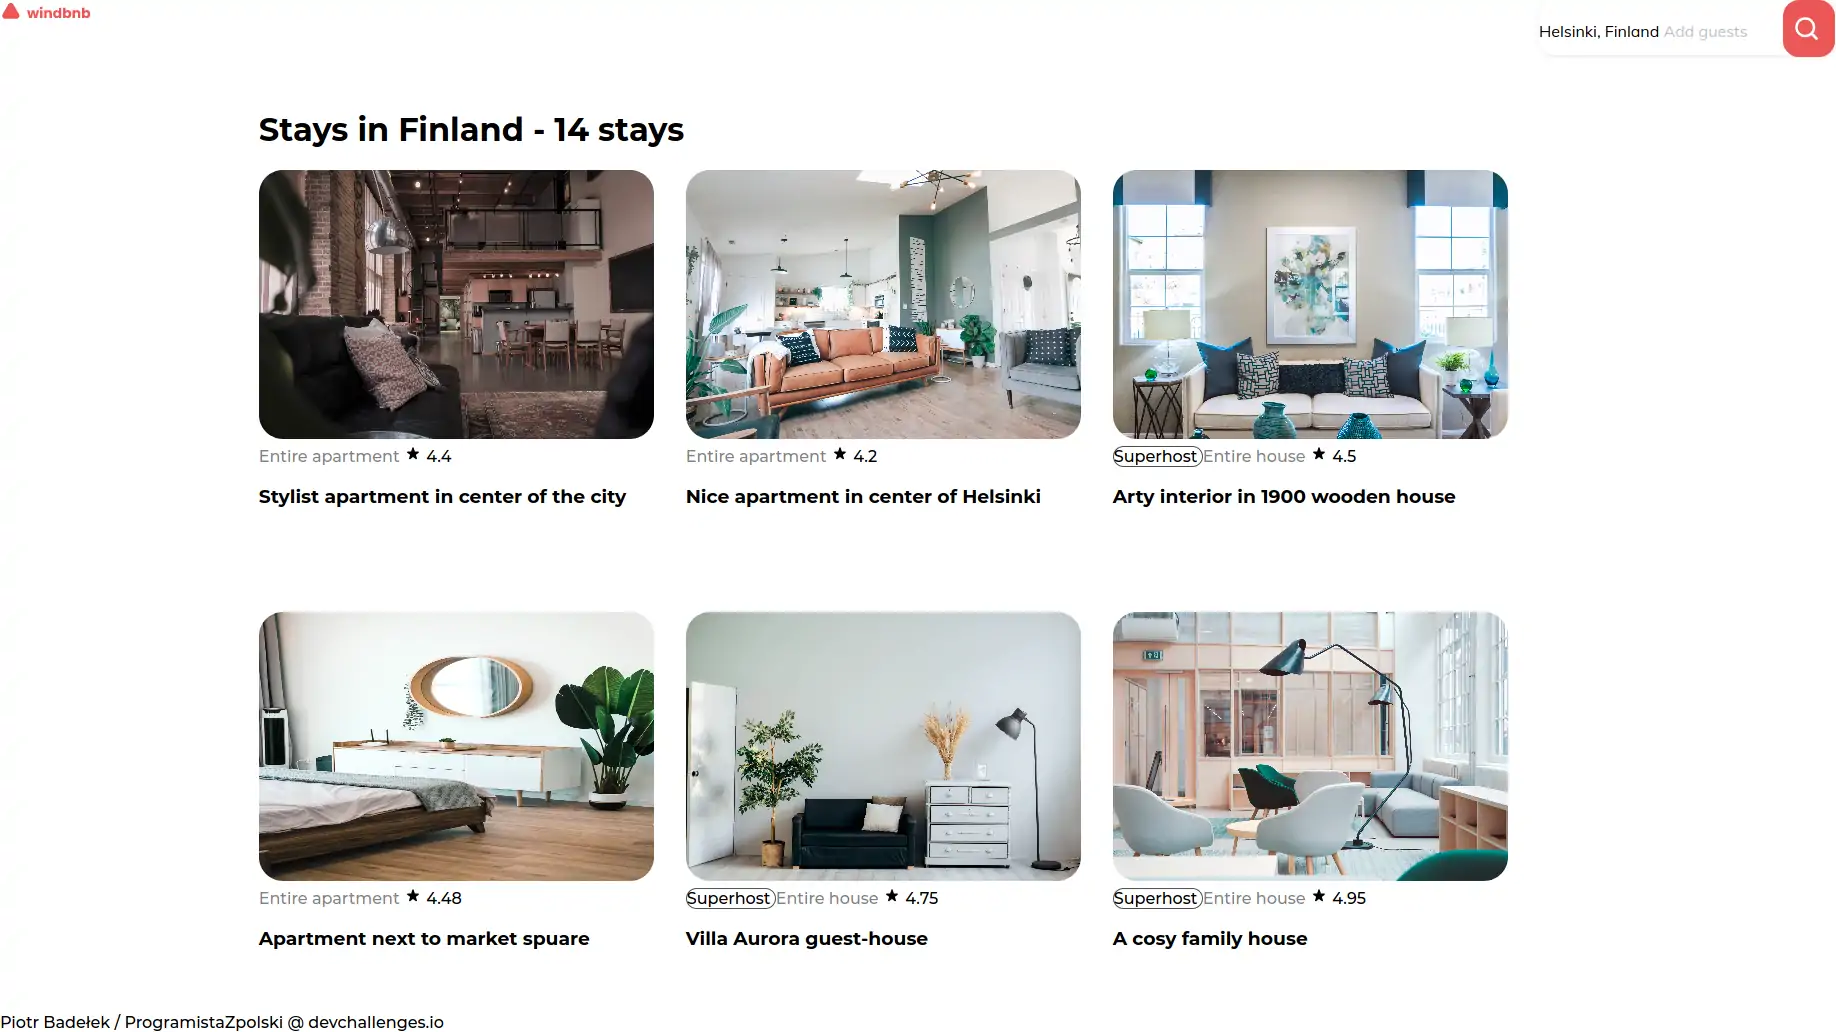 windbnb
Helsinki, Finland Add guests
Stays in Finland - 14 stays
Entire apartment ★ 4.4
Stylist apartment in center of the city
Entire apartment ★ 4.2
Nice apartment in center of Helsinki
Superhost Entire house ★ 4.5
Arty interior in 1900 wooden house
Entire apartment ★ 4.48
Apartment next to market spuare
Superhost Entire house ★ 4.75
Villa Aurora guest-house
Superhost Entire house ★ 4.95
A cosy family house
Piotr Badełek / ProgramistaZpolski @ devchallenges.io